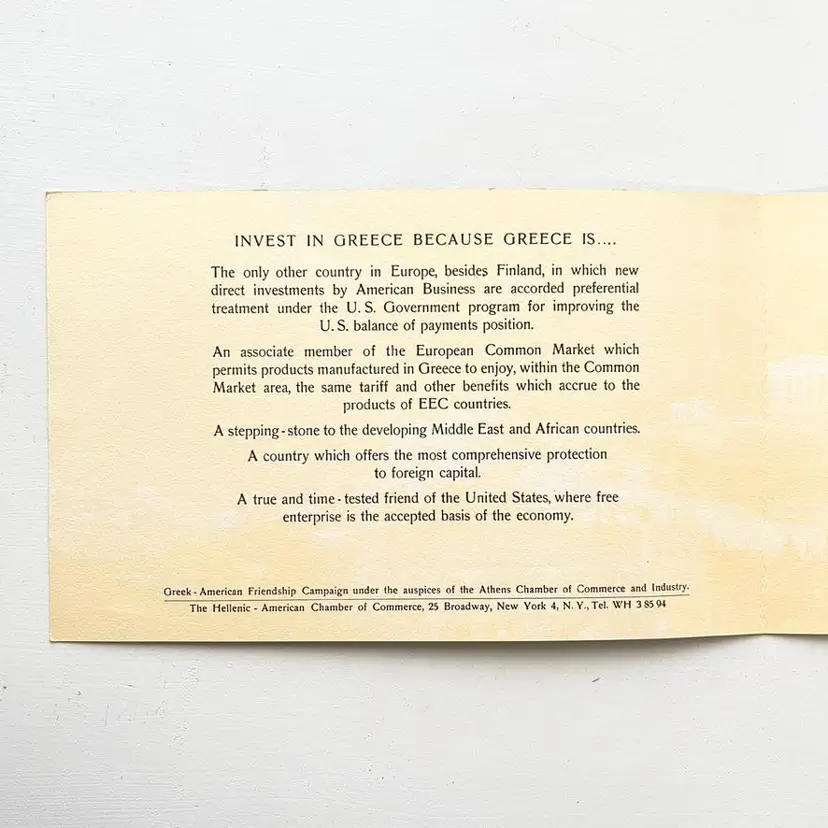 INVEST IN GREECE BECAUSE GREECE IS....
The only other country in Europe, besides Finland, in which new
direct investments by American Business are accorded preferential
treatment under the U. S. Government program for improving the
U. S. balance of payments position.
An associate member of the European Common Market which
permits products manufactured in Greece to enjoy, within the Common
Market area, the same tariff and other benefits which accrue to the
products of EEC countries.
A stepping-stone to the developing Middle East and African countries.
A country which offers the most comprehensive protection
to foreign capital.
A true and time-tested friend of the United States, where free
enterprise is the accepted basis of the economy.
Greek-American Friendship Campaign under the auspices of the Athens Chamber of Commerce and Industry.
The Hellenic - American Chamber of Commerce, 25 Broadway, New York 4, N. Y., Tel. WH 3 85 94